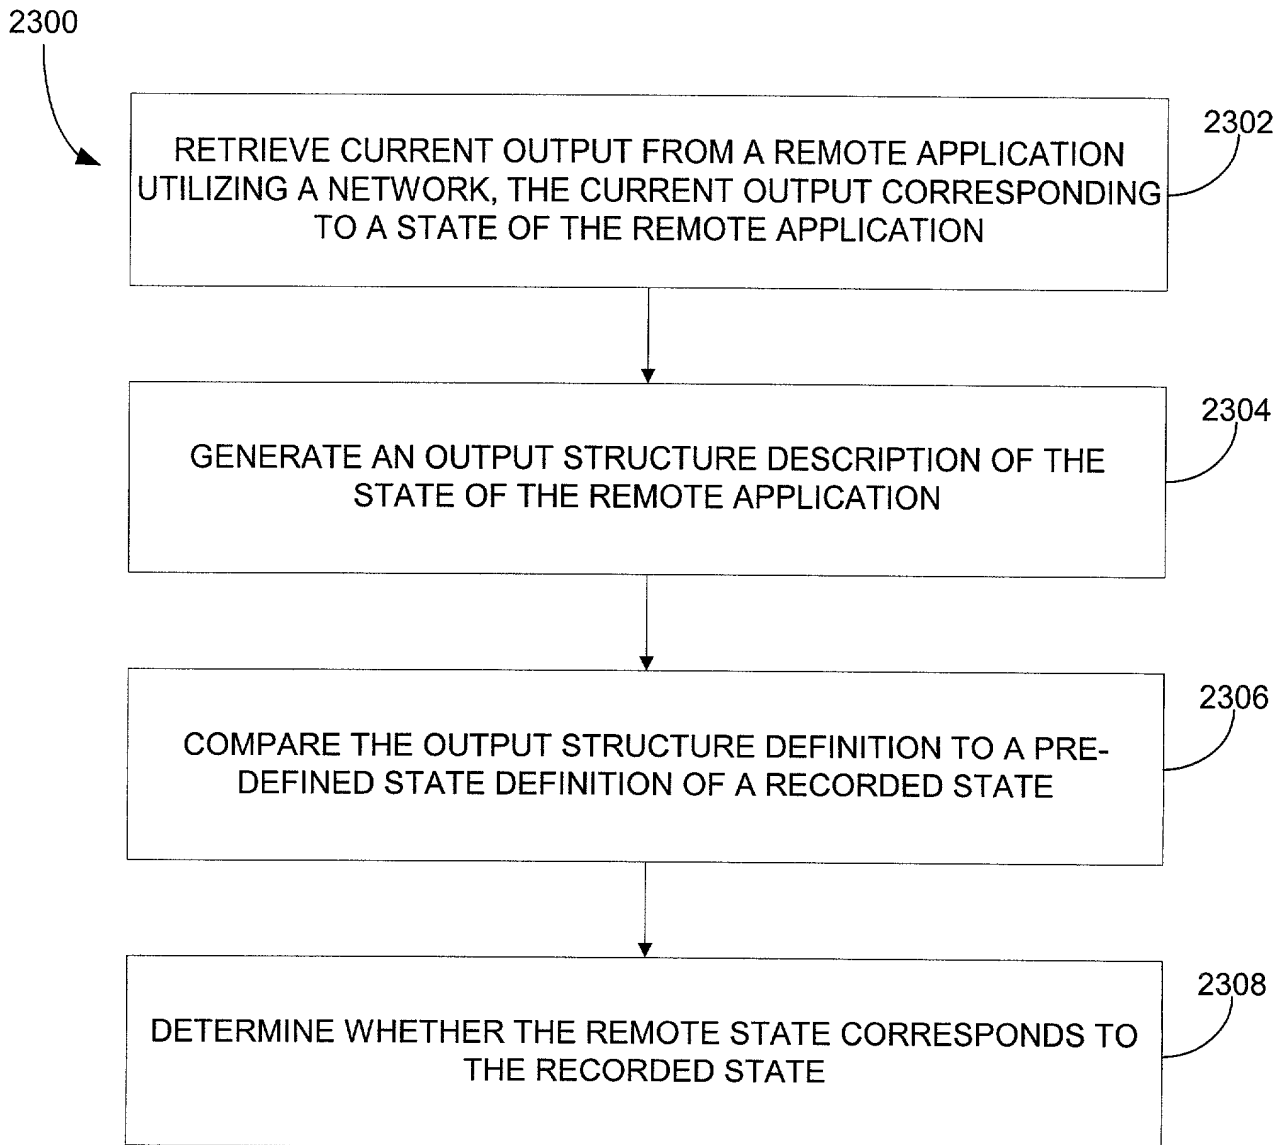 2300
RETRIEVE CURRENT OUTPUT FROM A REMOTE APPLICATION
UTILIZING A NETWORK, THE CURRENT OUTPUT CORRESPONDING
TO A STATE OF THE REMOTE APPLICATION
2302
GENERATE AN OUTPUT STRUCTURE DESCRIPTION OF THE
STATE OF THE REMOTE APPLICATION
2304
COMPARE THE OUTPUT STRUCTURE DEFINITION TO A PRE-
DEFINED STATE DEFINITION OF A RECORDED STATE
2306
DETERMINE WHETHER THE REMOTE STATE CORRESPONDS TO
THE RECORDED STATE
2308